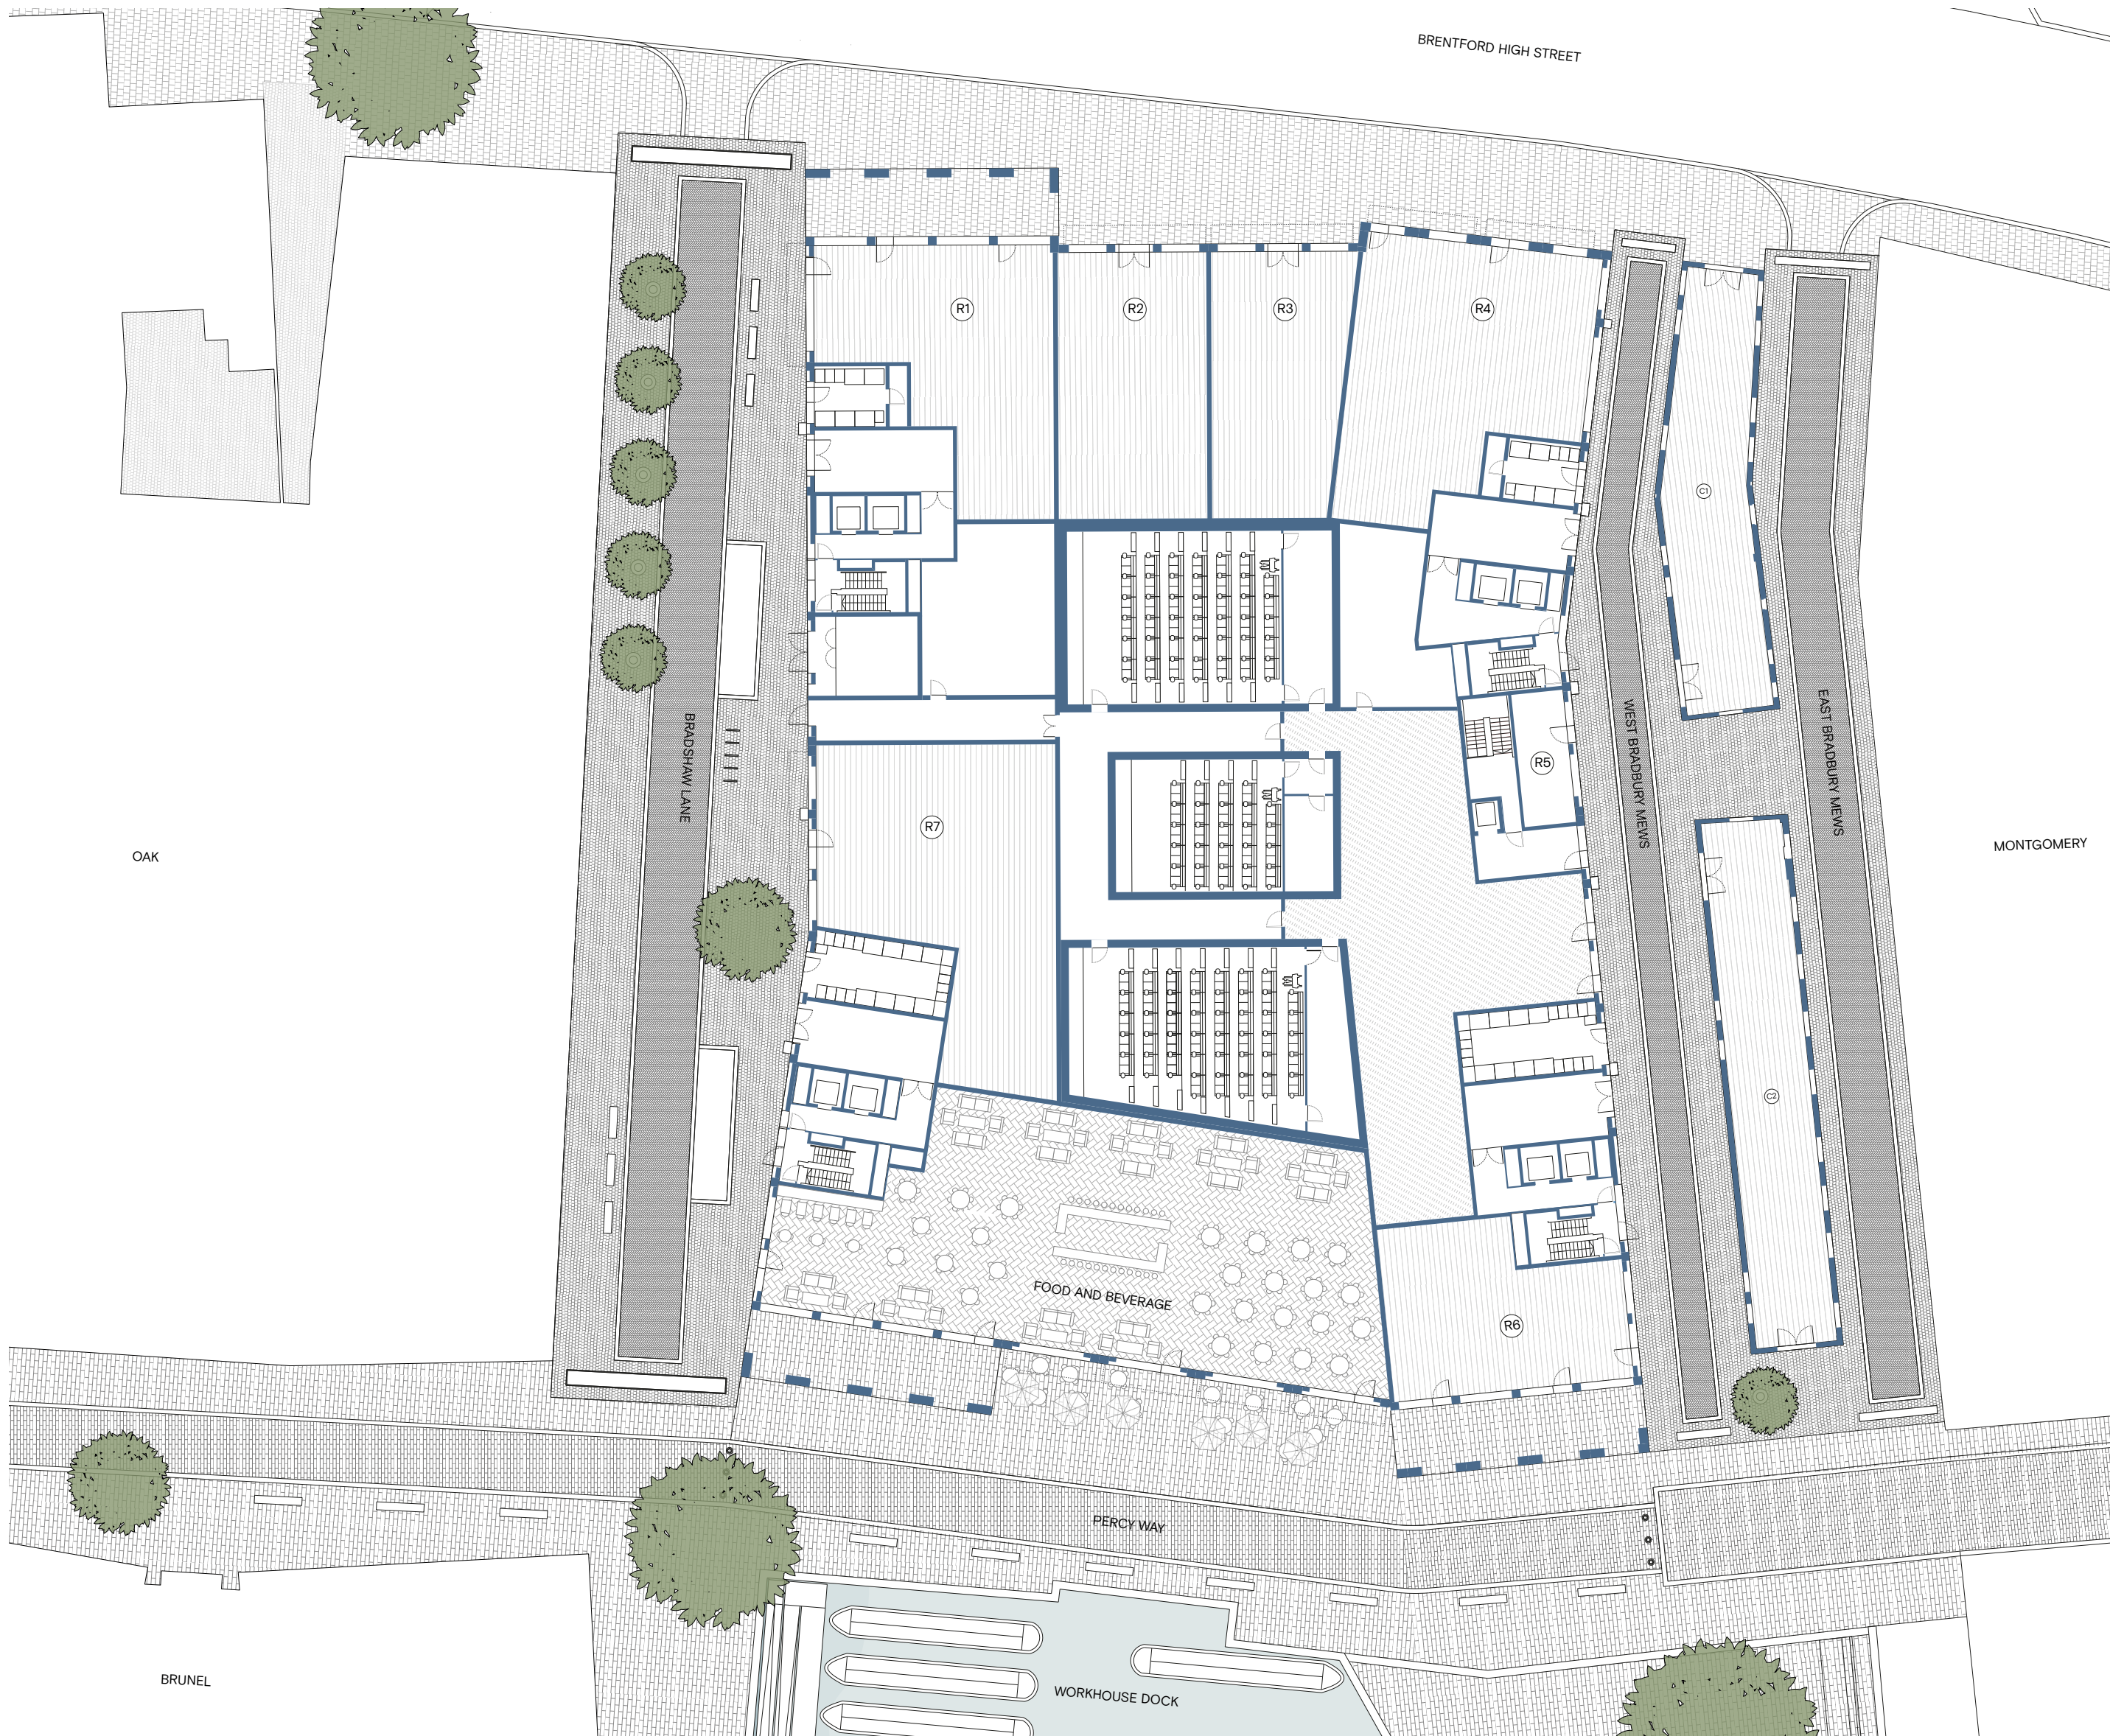 BRENTFORD HIGH STREET
R1
R2
R3
R4
C1
BRADSHAW LANE
WEST BRADBURY MEWS
EAST BRADBURY MEWS
R5
R7
OAK
MONTGOMERY
C2
FOOD AND BEVERAGE
R6
PERCY WAY
BRUNEL
WORKHOUSE DOCK